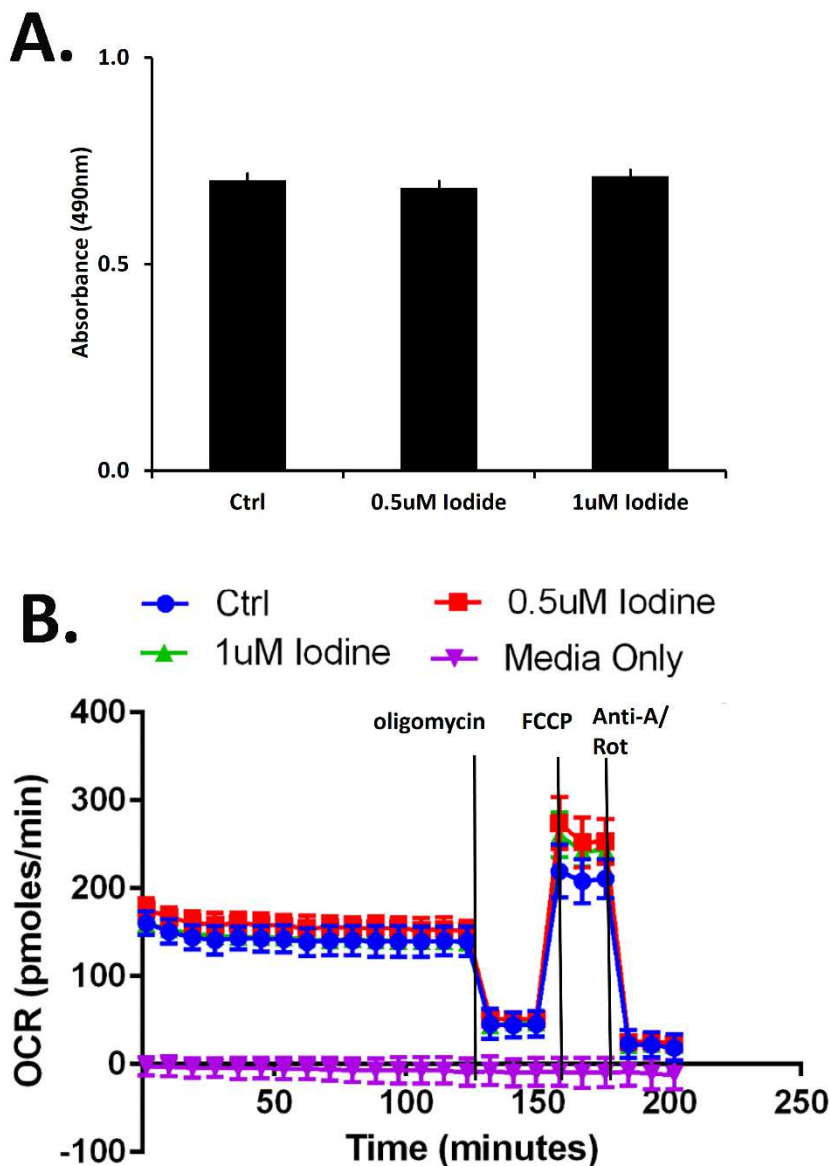 A.
1.0
0.5
0.0
Absorbance (490nm)
Ctrl 0.5uM Iodide 1uM Iodide
B.
Ctrl 0.5uM Iodine
1uM Iodine Media Only
oligomycin FCCP Anti-A/
Rot
400
300
200
100
0
-100
OCR (pmoles/min)
50 100 150 200 250
Time (minutes)